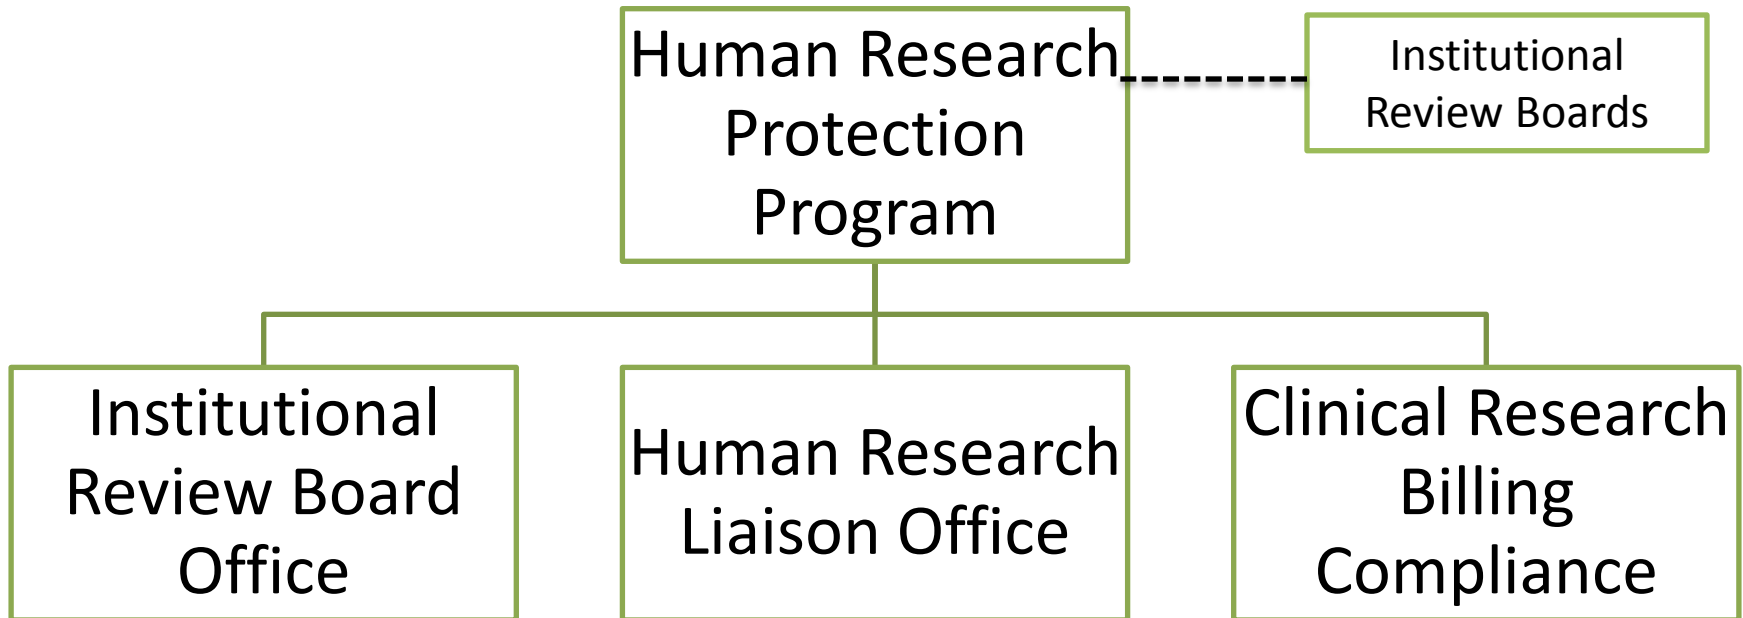 Human Research
Protection
Program
Institutional
Review Boards
Institutional
Review Board
Office
Human Research
Liaison Office
Clinical Research
Billing
Compliance